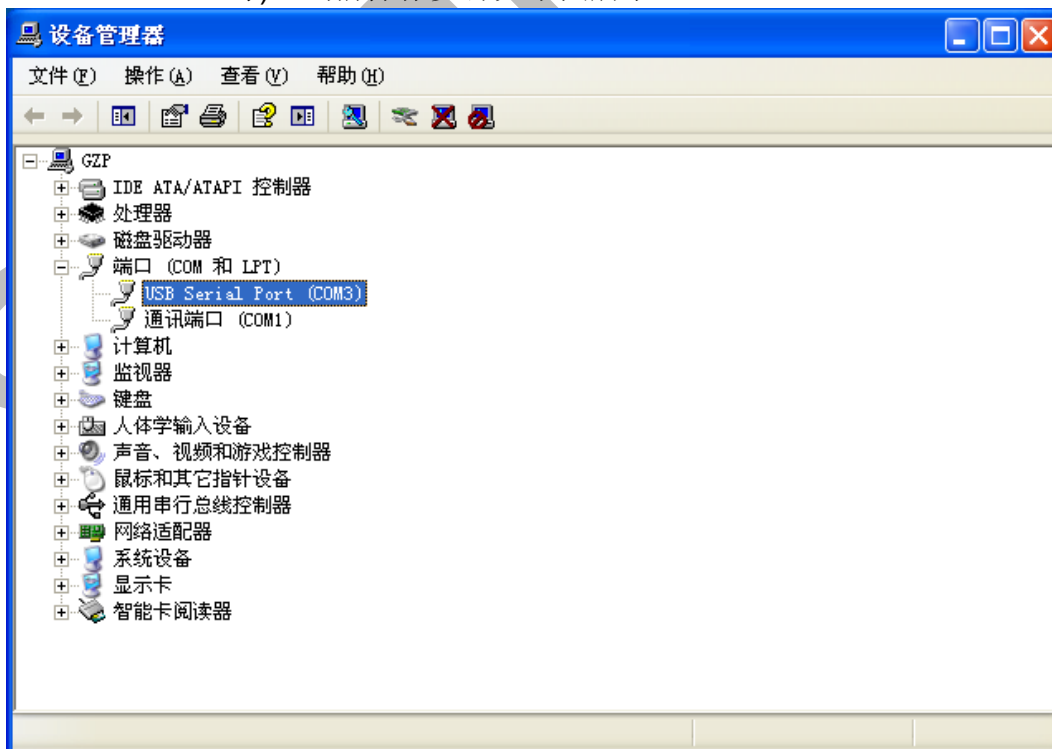 设备管理器
文件(F) 操作(A) 查看(V) 帮助(H)
GZP
IDE ATA/ATAPI 控制器
处理器
磁盘驱动器
端口 (COM 和 LPT)
USB Serial Port (COM3)
通讯端口 (COM1)
计算机
监视器
键盘
人体学输入设备
声音、视频和游戏控制器
鼠标和其它指针设备
通用串行总线控制器
网络适配器
系统设备
显示卡
智能卡阅读器